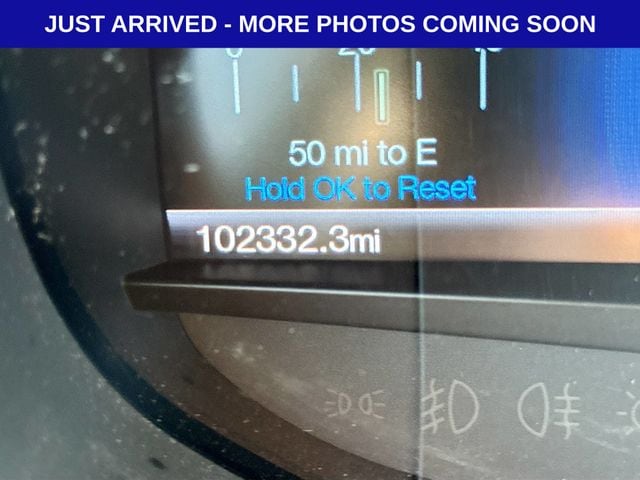 JUST ARRIVED - MORE PHOTOS COMING SOON
50 mi to E
Hold OK to Reset
102332.3mi